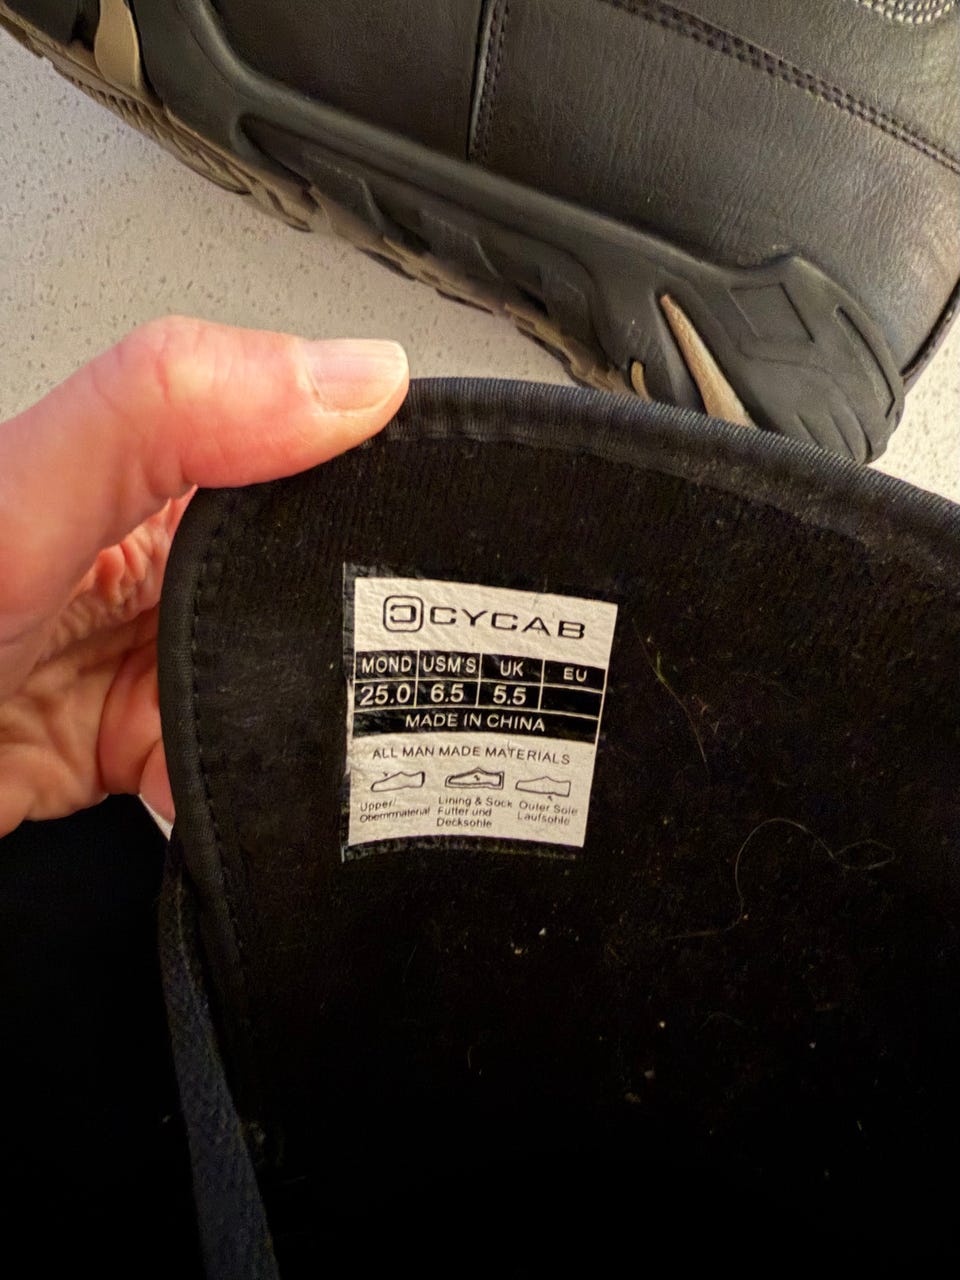 CYCAB
MOND USM'S UK EU
25.0 6.5 5.5
MADE IN CHINA
ALL MAN MADE MATERIALS
Upper/ Lining & Sock Outer Sole
Obermmaterial Futter und Laufsohle
Decksohle